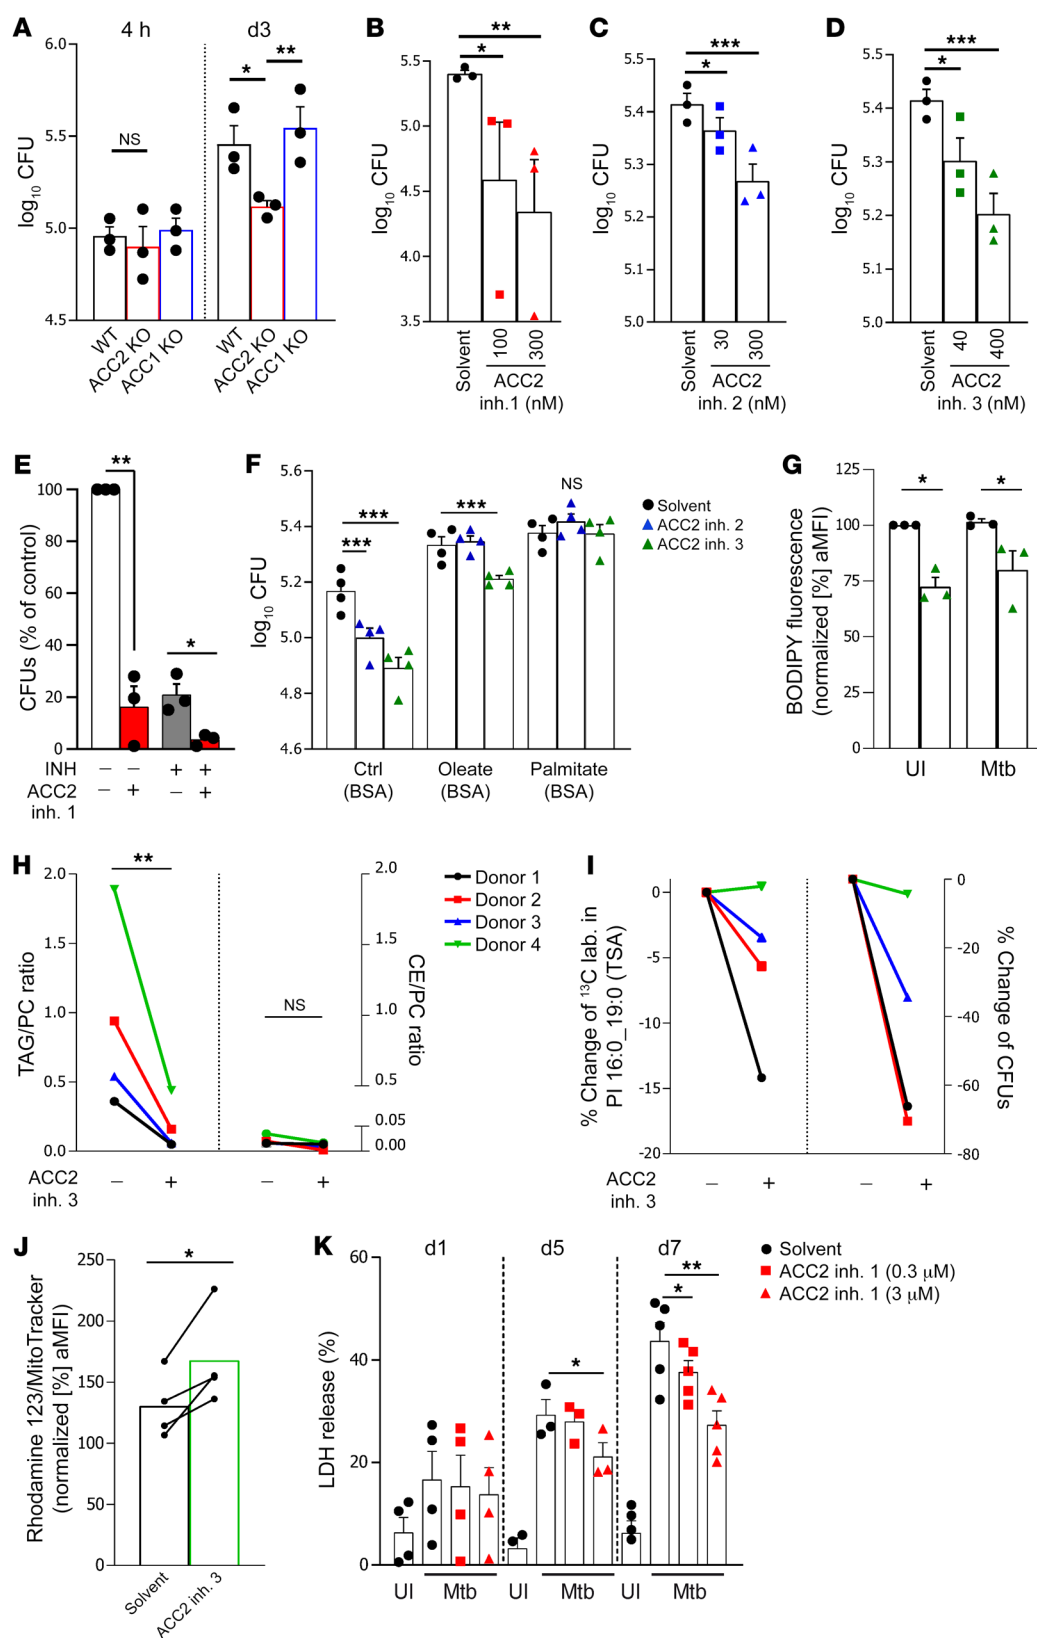 A
4 h
d3
log10 CFU
6.0
5.5
5.0
4.5
NS
*
**
WT
ACC2 KO
ACC1 KO
WT
ACC2 KO
ACC1 KO
B
log10 CFU
5.5
5.0
4.5
4.0
3.5
**
*
Solvent
100
300
ACC2
inh.1 (nM)
C
log10 CFU
5.5
5.4
5.3
5.2
5.1
5.0
***
*
Solvent
30
300
ACC2
inh. 2 (nM)
D
log10 CFU
5.5
5.4
5.3
5.2
5.1
5.0
***
*
Solvent
40
400
ACC2
inh. 3 (nM)
E
CFUs (% of control)
100
80
60
40
20
0
**
*
INH – – + +
ACC2 – + – +
inh. 1
F
log10 CFU
5.6
5.4
5.2
5.0
4.8
4.6
***
***
***
NS
Ctrl
(BSA)
Oleate
(BSA)
Palmitate
(BSA)
Solvent
ACC2 inh. 2
ACC2 inh. 3
G
BODIPY fluorescence
(normalized [%] aMFI)
125
100
75
50
25
0
*
*
UI
Mtb
H
TAG/PC ratio
2.0
1.5
1.0
0.5
0.0
**
NS
2.0
1.5
1.0
0.5
0.05
0.00
CE/PC ratio
Donor 1
Donor 2
Donor 3
Donor 4
ACC2 – + – +
inh. 3
I
% Change of 13C lab. in
PI 16:0_19:0 (TSA)
0
-5
-10
-15
-20
0
-20
-40
-60
-80
% Change of CFUs
ACC2 – + – +
inh. 3
J
Rhodamine 123/MitoTracker
(normalized [%] aMFI)
250
200
150
100
50
0
*
Solvent
ACC2 inh. 3
K
d1
d5
d7
LDH release (%)
60
40
20
0
*
**
*
UI
Mtb
UI
Mtb
UI
Mtb
Solvent
ACC2 inh. 1 (0.3 μM)
ACC2 inh. 1 (3 μM)